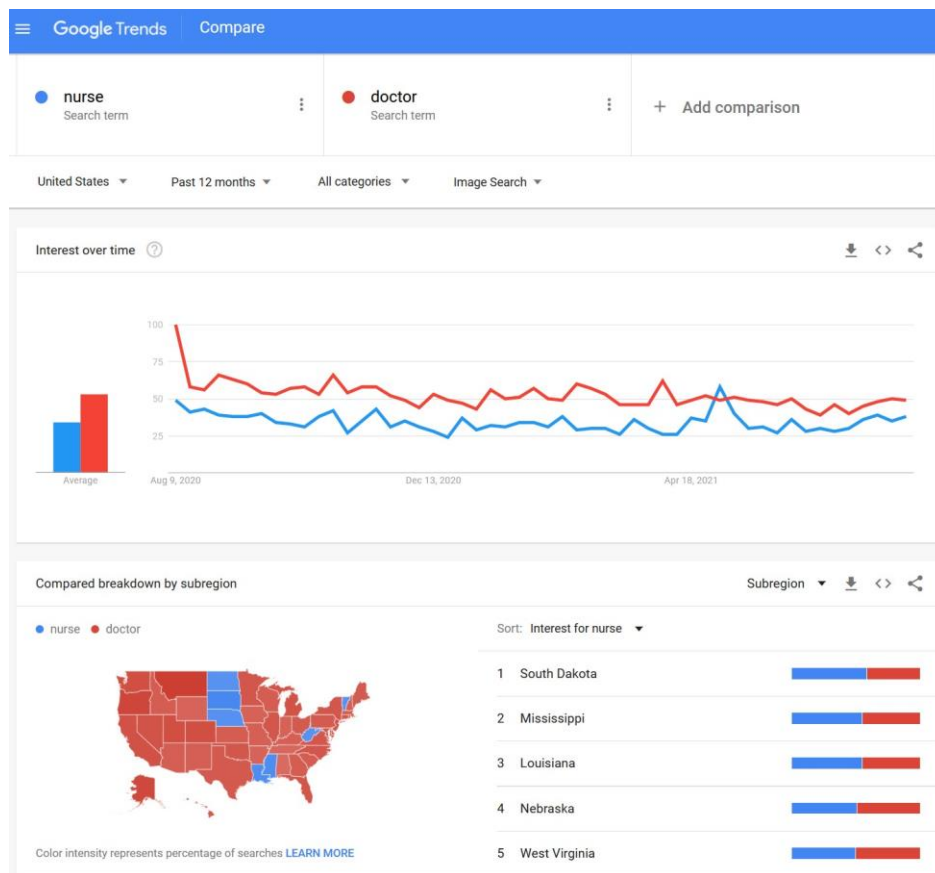 Google Trends Compare
nurse
Search term
doctor
Search term
+ Add comparison
United States Past 12 months All categories Image Search
Interest over time ?
100
75
50
25
Average
Aug 9, 2020 Dec 13, 2020 Apr 18, 2021
Compared breakdown by subregion
Subregion
nurse doctor
Sort: Interest for nurse
1 South Dakota
2 Mississippi
3 Louisiana
4 Nebraska
5 West Virginia
Color intensity represents percentage of searches LEARN MORE